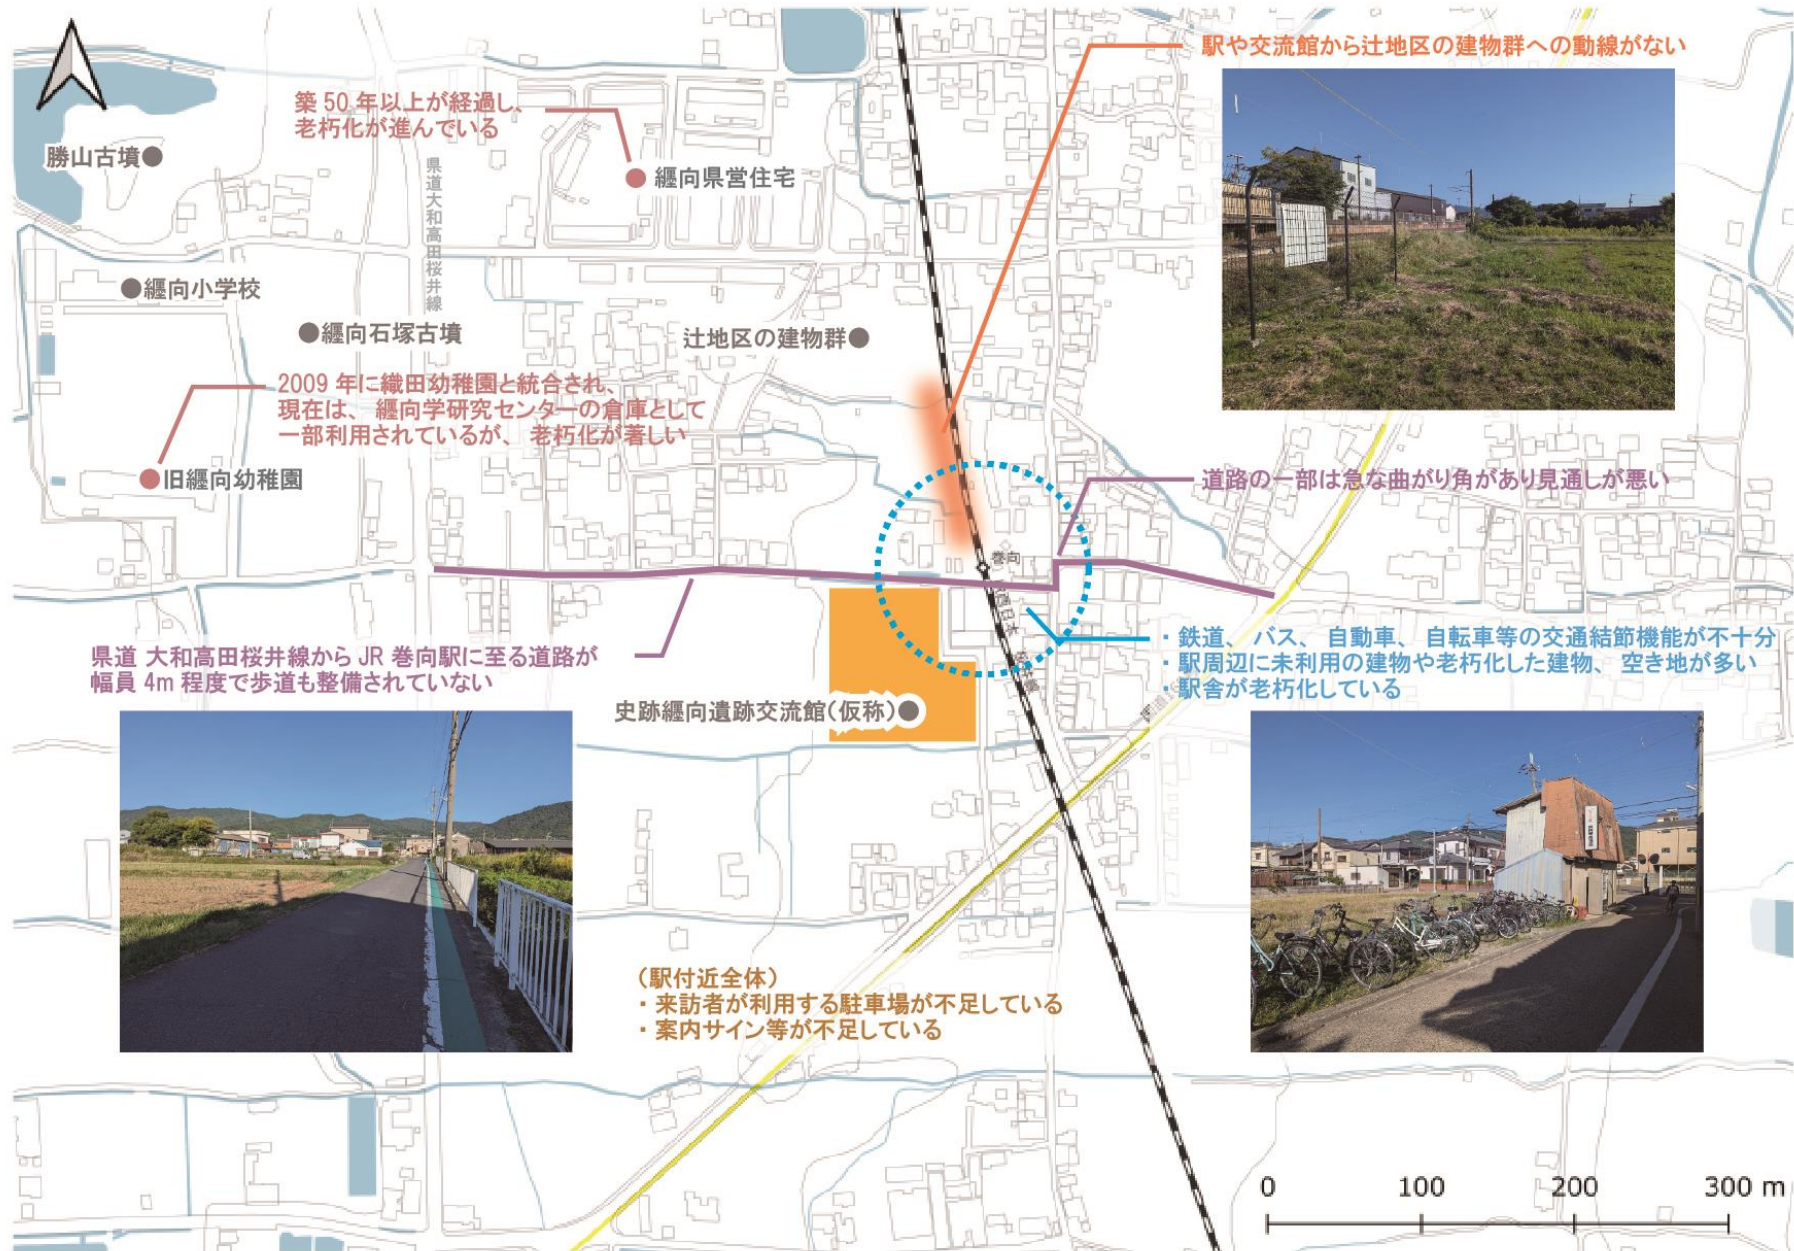 駅や交流館から辻地区の建物群への動線がない
築 50 年以上が経過し、
老朽化が進んでいる
勝山古墳
纒向県営住宅
県道大和高田桜井線
纒向小学校
纒向石塚古墳
辻地区の建物群
2009 年に織田幼稚園と統合され、
現在は、 纒向学研究センターの倉庫として
一部利用されているが、 老朽化が著しい
旧纒向幼稚園
道路の一部は急な曲がり角があり見通しが悪い
巻向
県道 大和高田桜井線から JR 巻向駅に至る道路が
幅員 4m 程度で歩道も整備されていない
・鉄道、 バス、 自動車、 自転車等の交通結節機能が不十分
・駅周辺に未利用の建物や老朽化した建物、 空き地が多い
・駅舎が老朽化している
史跡纒向遺跡交流館(仮称)
(駅付近全体)
・来訪者が利用する駐車場が不足している
・案内サイン等が不足している
0 100 200 300 m